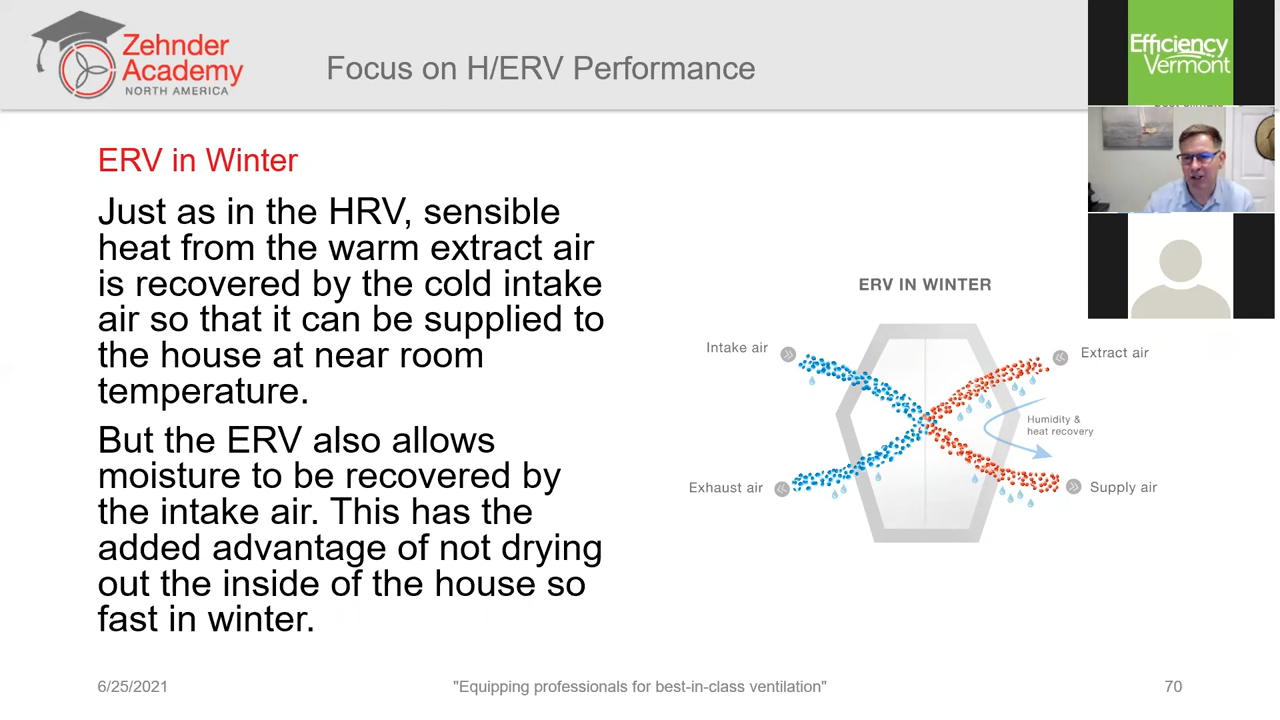 Zehnder
Academy
NORTH AMERICA
Focus on H/ERV Performance
Efficiency
Vermont
ERV in Winter
Just as in the HRV, sensible
heat from the warm extract air
is recovered by the cold intake
air so that it can be supplied to
the house at near room
temperature.
But the ERV also allows
moisture to be recovered by
the intake air. This has the
added advantage of not drying
out the inside of the house so
fast in winter.
ERV IN WINTER
Intake air
Extract air
Humidity &
heat recovery
Exhaust air
Supply air
6/25/2021
"Equipping professionals for best-in-class ventilation"
70